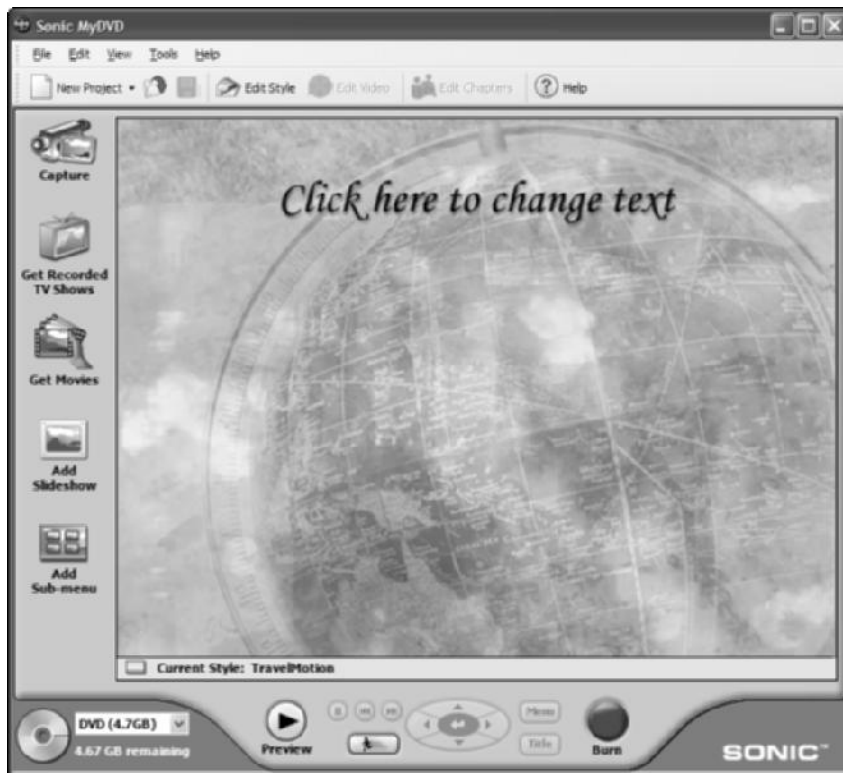 Sonic MyDVD
File Edit View Tools Help
New Project Edit Style Edit Video Edit Chapters ? Help
Capture
Click here to change text
Get Recorded
TV Shows
Get Movies
Add
Slideshow
Add
Sub-menu
Current Style: TravelMotion
DVD (4.7GB)
4.67 GB remaining
Preview
Menu
Title
Burn
SONIC™